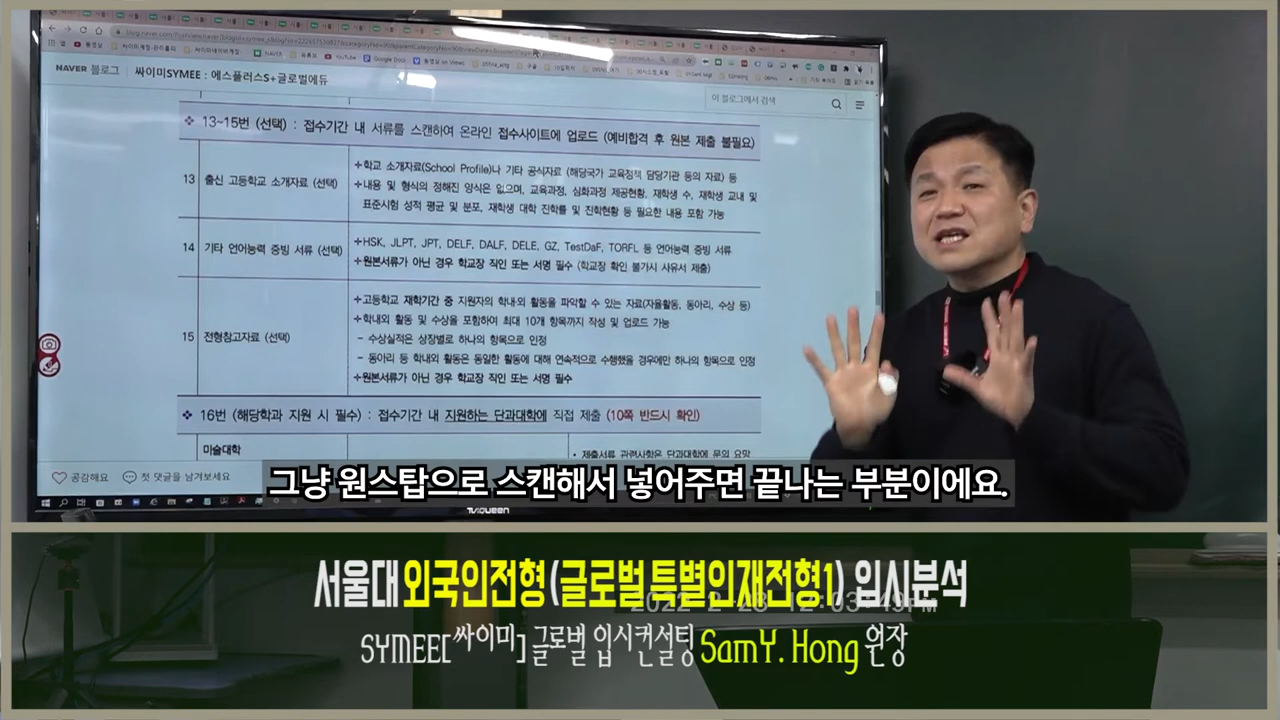 NAVER 블로그 싸이미SYMEE : 에스플러스S+글로벌에듀
이 블로그에서 검색
❖ 13~15번 (선택) : 접수기간 내 서류를 스캔하여 온라인 접수사이트에 업로드 (예비합격 후 원본 제출 불필요)
13 출신 고등학교 소개자료 (선택)
✢학교 소개자료(School Profile)나 기타 공식자료 (해당국가 교육정책 담당기관 등의 자료) 등
✢내용 및 형식의 정해진 양식은 없으며, 교육과정, 심화과정 제공현황, 재학생 수, 재학생 교내 및
표준시험 성적 평균 및 분포, 재학생 대학 진학률 및 진학현황 등 필요한 내용 포함 가능
14 기타 언어능력 증빙 서류 (선택)
✢HSK, JLPT, JPT, DELF, DALF, DELE, GZ, TestDaF, TORFL 등 언어능력 증빙 서류
✢원본서류가 아닌 경우 학교장 직인 또는 서명 필수 (학교장 확인 불가시 사유서 제출)
15 전형참고자료 (선택)
✢고등학교 재학기간 중 지원자의 학내·외 활동을 파악할 수 있는 자료(자율활동, 동아리, 수상 등)
✢학내외 활동 및 수상을 포함하여 최대 10개 항목까지 작성 및 업로드 가능
- 수상실적은 상장별로 하나의 항목으로 인정
- 동아리 등 학내외 활동은 동일한 활동에 대해 연속적으로 수행했을 경우에만 하나의 항목으로 인정
✢원본서류가 아닌 경우 학교장 직인 또는 서명 필수
❖ 16번 (해당학과 지원 시 필수) : 접수기간 내 지원하는 단과대학에 직접 제출 (10쪽 반드시 확인)
미술대학
• 제출서류 관련사항은 단과대학에 문의 요망
공감해요 첫 댓글을 남겨보세요
그냥 원스탑으로 스캔해서 넣어주면 끝나는 부분이에요.
서울대 외국인전형 (글로벌 특별인재전형1) 입시분석
SYMEE[싸이미] 글로벌 입시컨설팅 Sam Y. Hong 원장